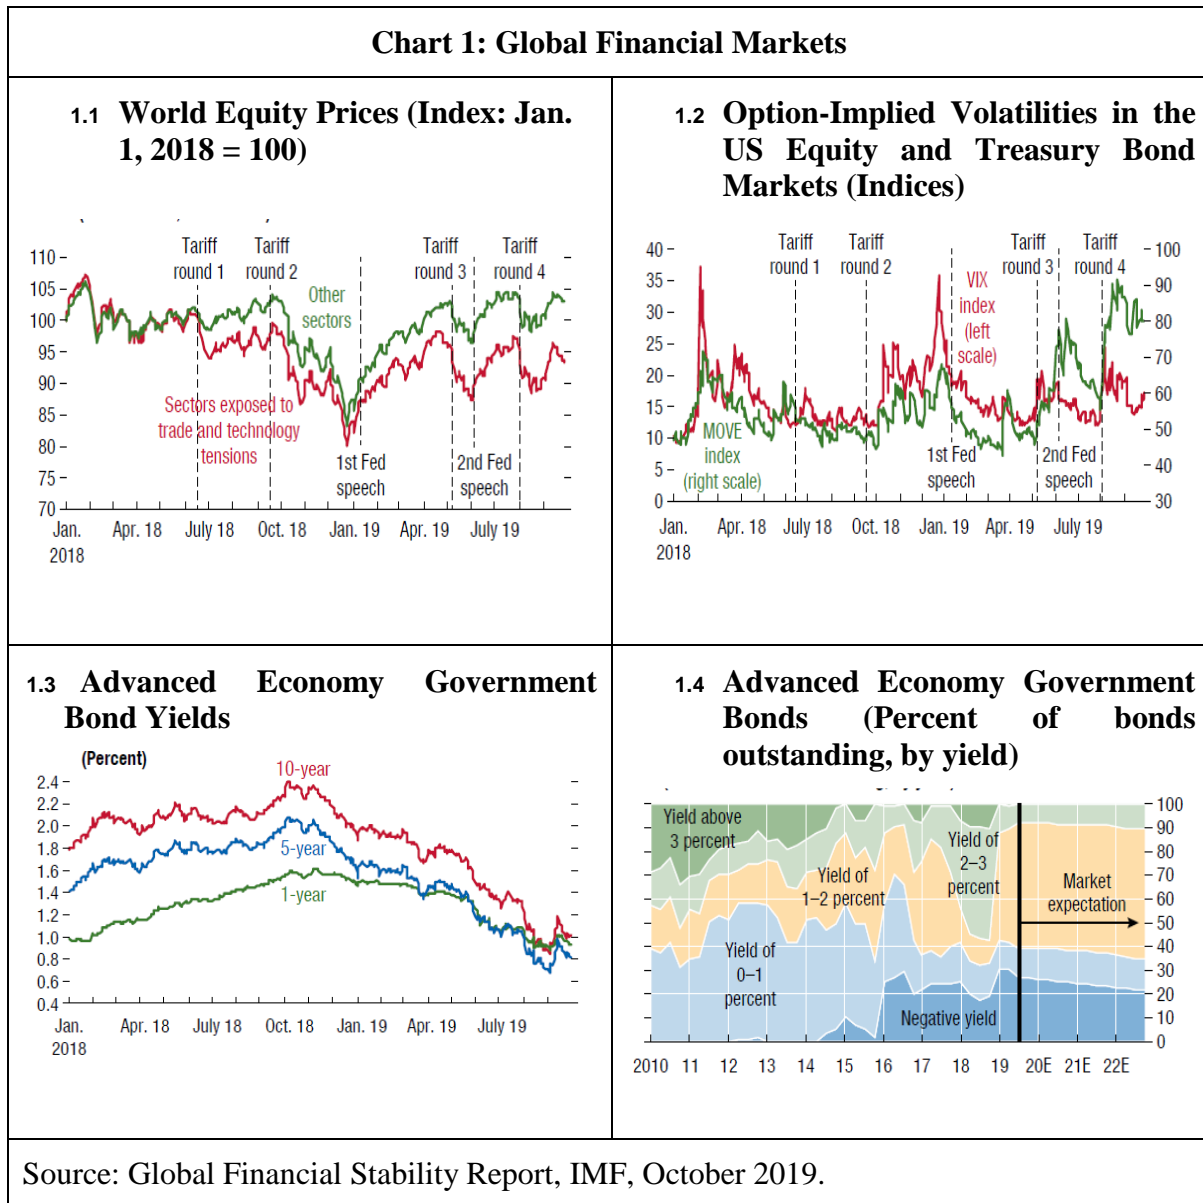 Chart 1: Global Financial Markets
1.1 World Equity Prices (Index: Jan.
1, 2018 = 100)
110
105
100
95
90
85
80
75
70
Tariff
round 1
Tariff
round 2
Tariff
round 3
Tariff
round 4
Other
sectors
Sectors exposed to
trade and technology
tensions
1st Fed
speech
2nd Fed
speech
Jan. Apr. 18 July 18 Oct. 18 Jan. 19 Apr. 19 July 19
2018
1.2 Option-Implied Volatilities in the
US Equity and Treasury Bond
Markets (Indices)
40
35
30
25
20
15
10
5
0
Tariff
round 1
Tariff
round 2
Tariff
round 3
Tariff
round 4
VIX
index
(left
scale)
MOVE
index
(right scale)
1st Fed
speech
2nd Fed
speech
100
90
80
70
60
50
40
30
Jan. Apr. 18 July 18 Oct. 18 Jan. 19 Apr. 19 July 19
2018
1.3 Advanced Economy Government
Bond Yields
(Percent)
2.4
2.2
2.0
1.8
1.6
1.4
1.2
1.0
0.8
0.6
0.4
10-year
5-year
1-year
Jan. Apr. 18 July 18 Oct. 18 Jan. 19 Apr. 19 July 19
2018
1.4 Advanced Economy Government
Bonds (Percent of bonds
outstanding, by yield)
Yield above
3 percent
Yield of
2–3
percent
Yield of
1–2 percent
Market
expectation
Yield of
0–1
percent
Negative yield
100
90
80
70
60
50
40
30
20
10
0
2010 11 12 13 14 15 16 17 18 19 20E 21E 22E
Source: Global Financial Stability Report, IMF, October 2019.